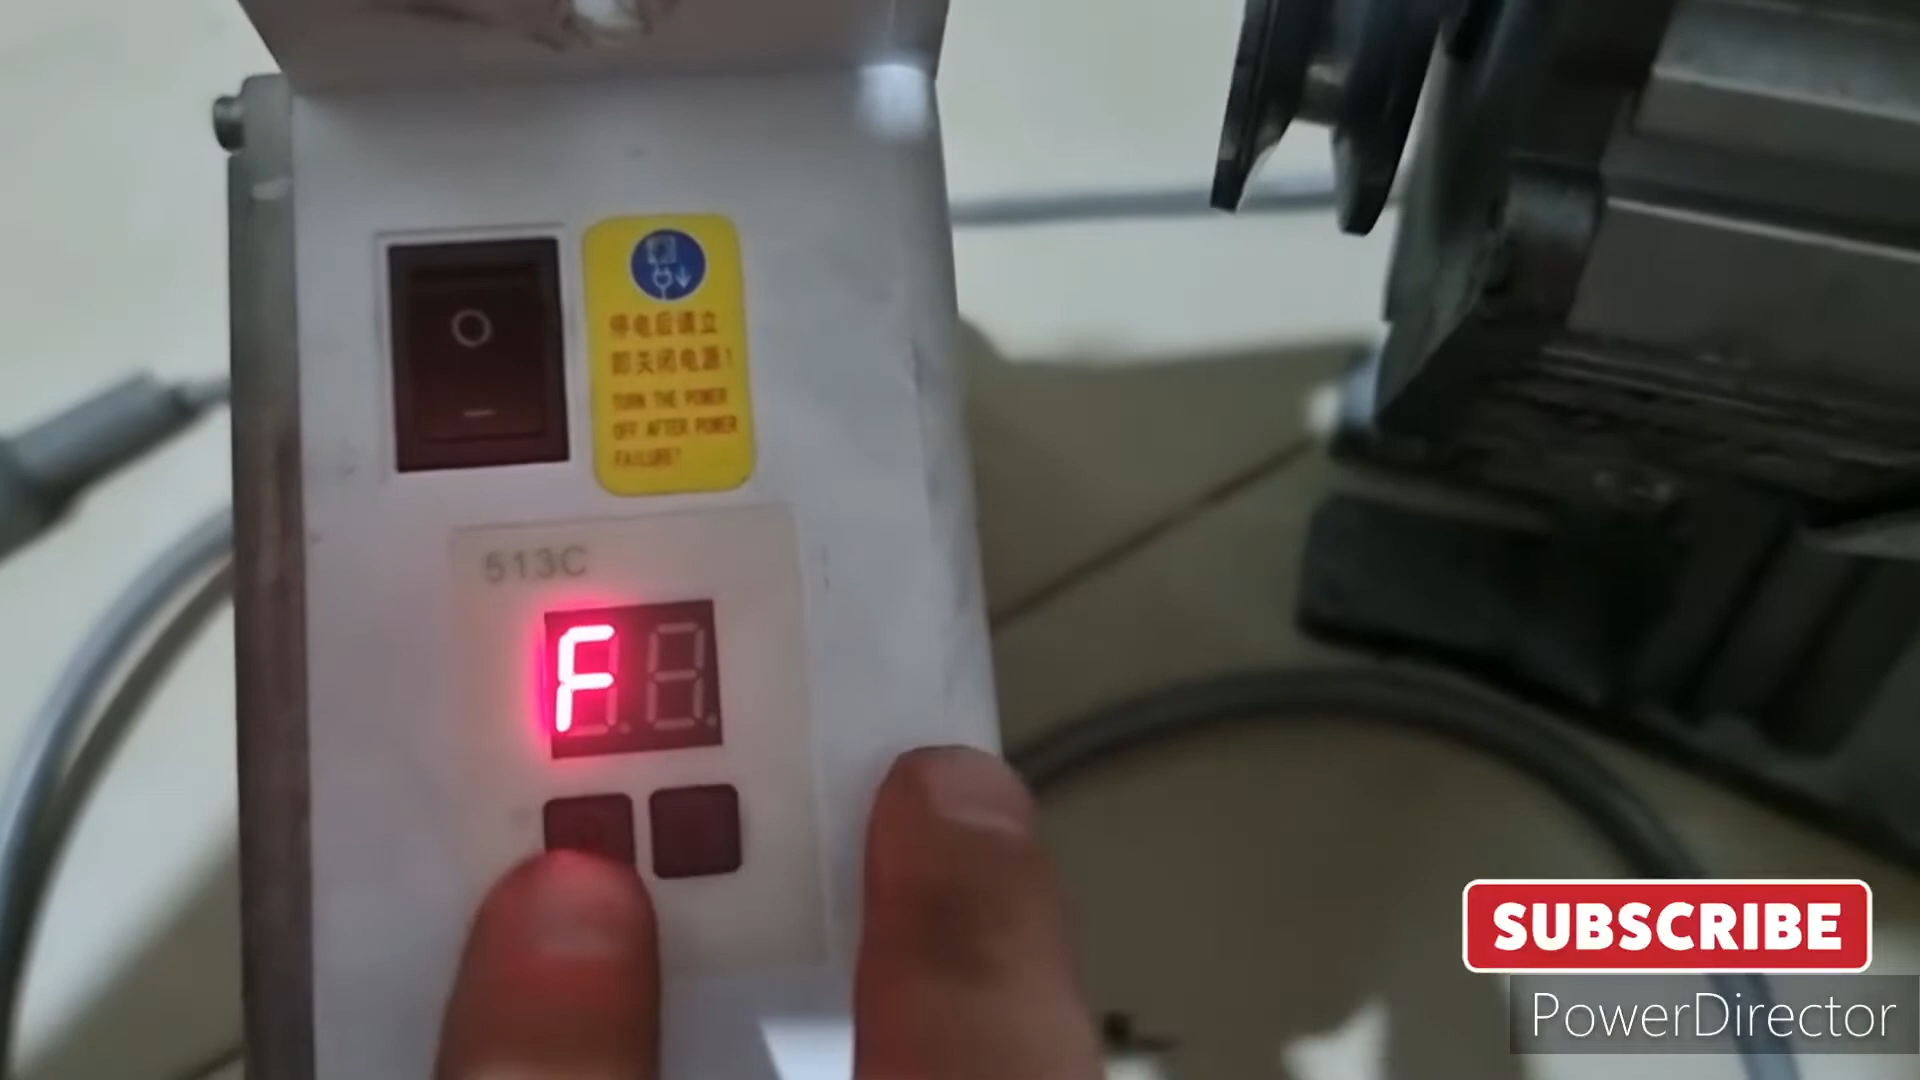 停电后请立
即关闭电源！
TURN THE POWER
OFF AFTER POWER
FAILURE!
513C
F
SUBSCRIBE
PowerDirector